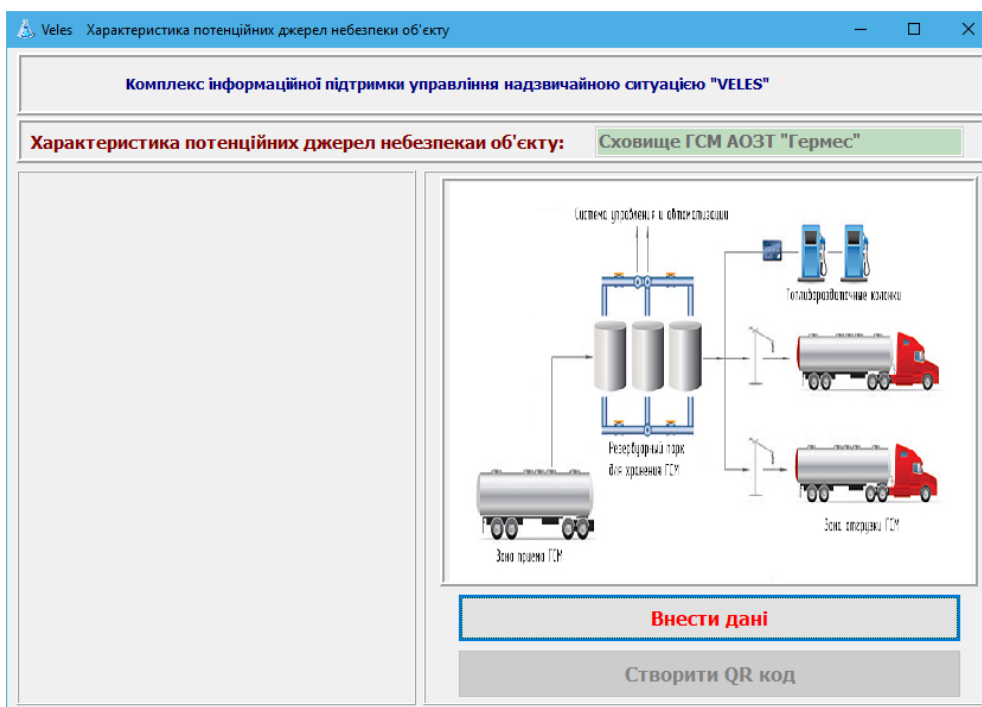 Veles Характеристика потенційних джерел небезпеки об'єкту
Комплекс інформаційної підтримки управління надзвичайною ситуацією "VELES"
Характеристика потенційних джерел небезпекаи об'єкту: Сховище ГСМ АОЗТ "Гермес"
Система управления и автоматизации
Топливораздаточные колонки
Резервуарный парк
для хранения ГСМ
Зона отгрузки ГСМ
Зона приема ГСМ
Внести дані
Створити QR код